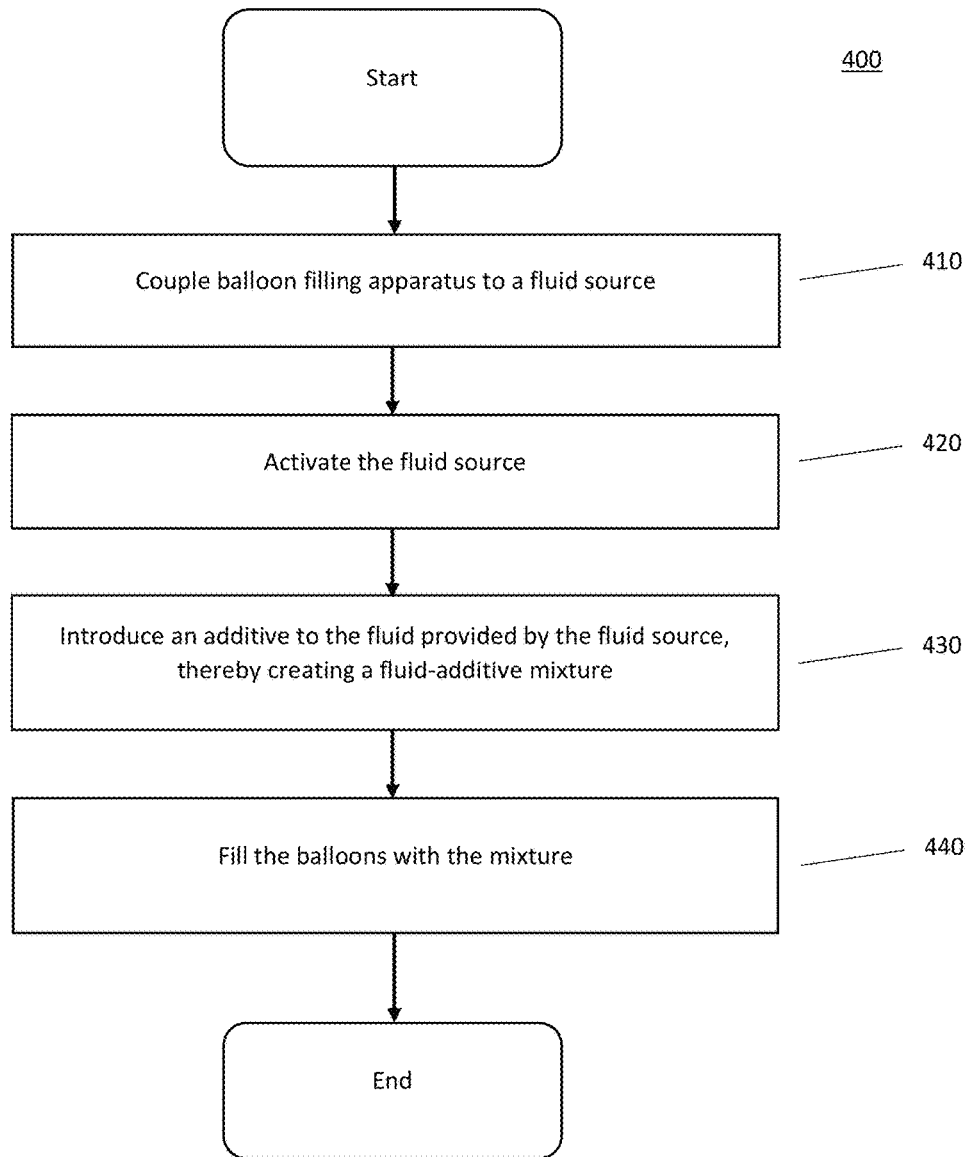 Start
400
Couple balloon filling apparatus to a fluid source
410
Activate the fluid source
420
Introduce an additive to the fluid provided by the fluid source,
thereby creating a fluid-additive mixture
430
Fill the balloons with the mixture
440
End